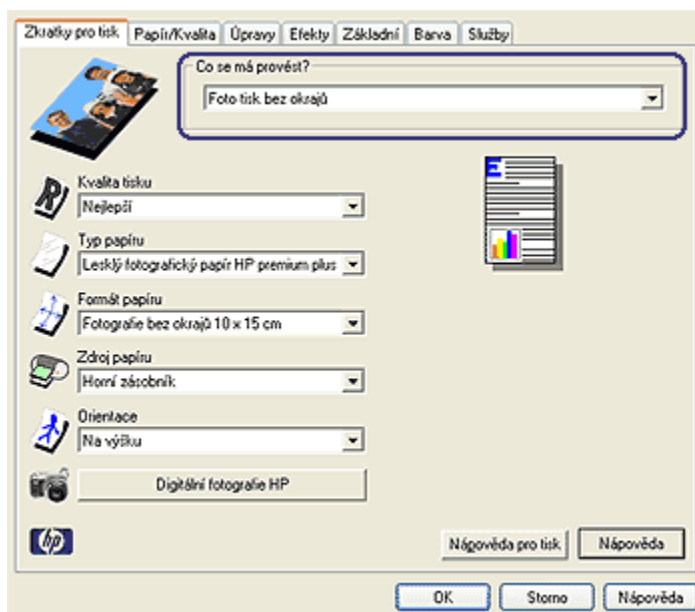 Zkratky pro tisk Papír/Kvalita Úpravy Efekty Základní Barva Služby
Co se má provést?
Foto tisk bez okrajů
Kvalita tisku
Nejlepší
Typ papíru
Lesklý fotografický papír HP premium plus
Formát papíru
Fotografie bez okrajů 10 x 15 cm
Zdroj papíru
Horní zásobník
Orientace
Na výšku
Digitální fotografie HP
hp
Nápověda pro tisk Nápověda
OK Storno Nápověda